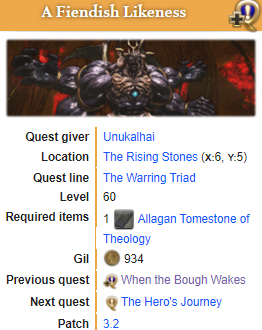 A Fiendish Likeness
Quest giver Unukalhai
Location The Rising Stones (X:6, Y:5)
Quest line The Warring Triad
Level 60
Required items 1 Allagan Tomestone of
Theology
Gil 934
Previous quest When the Bough Wakes
Next quest The Hero's Journey
Patch 3.2